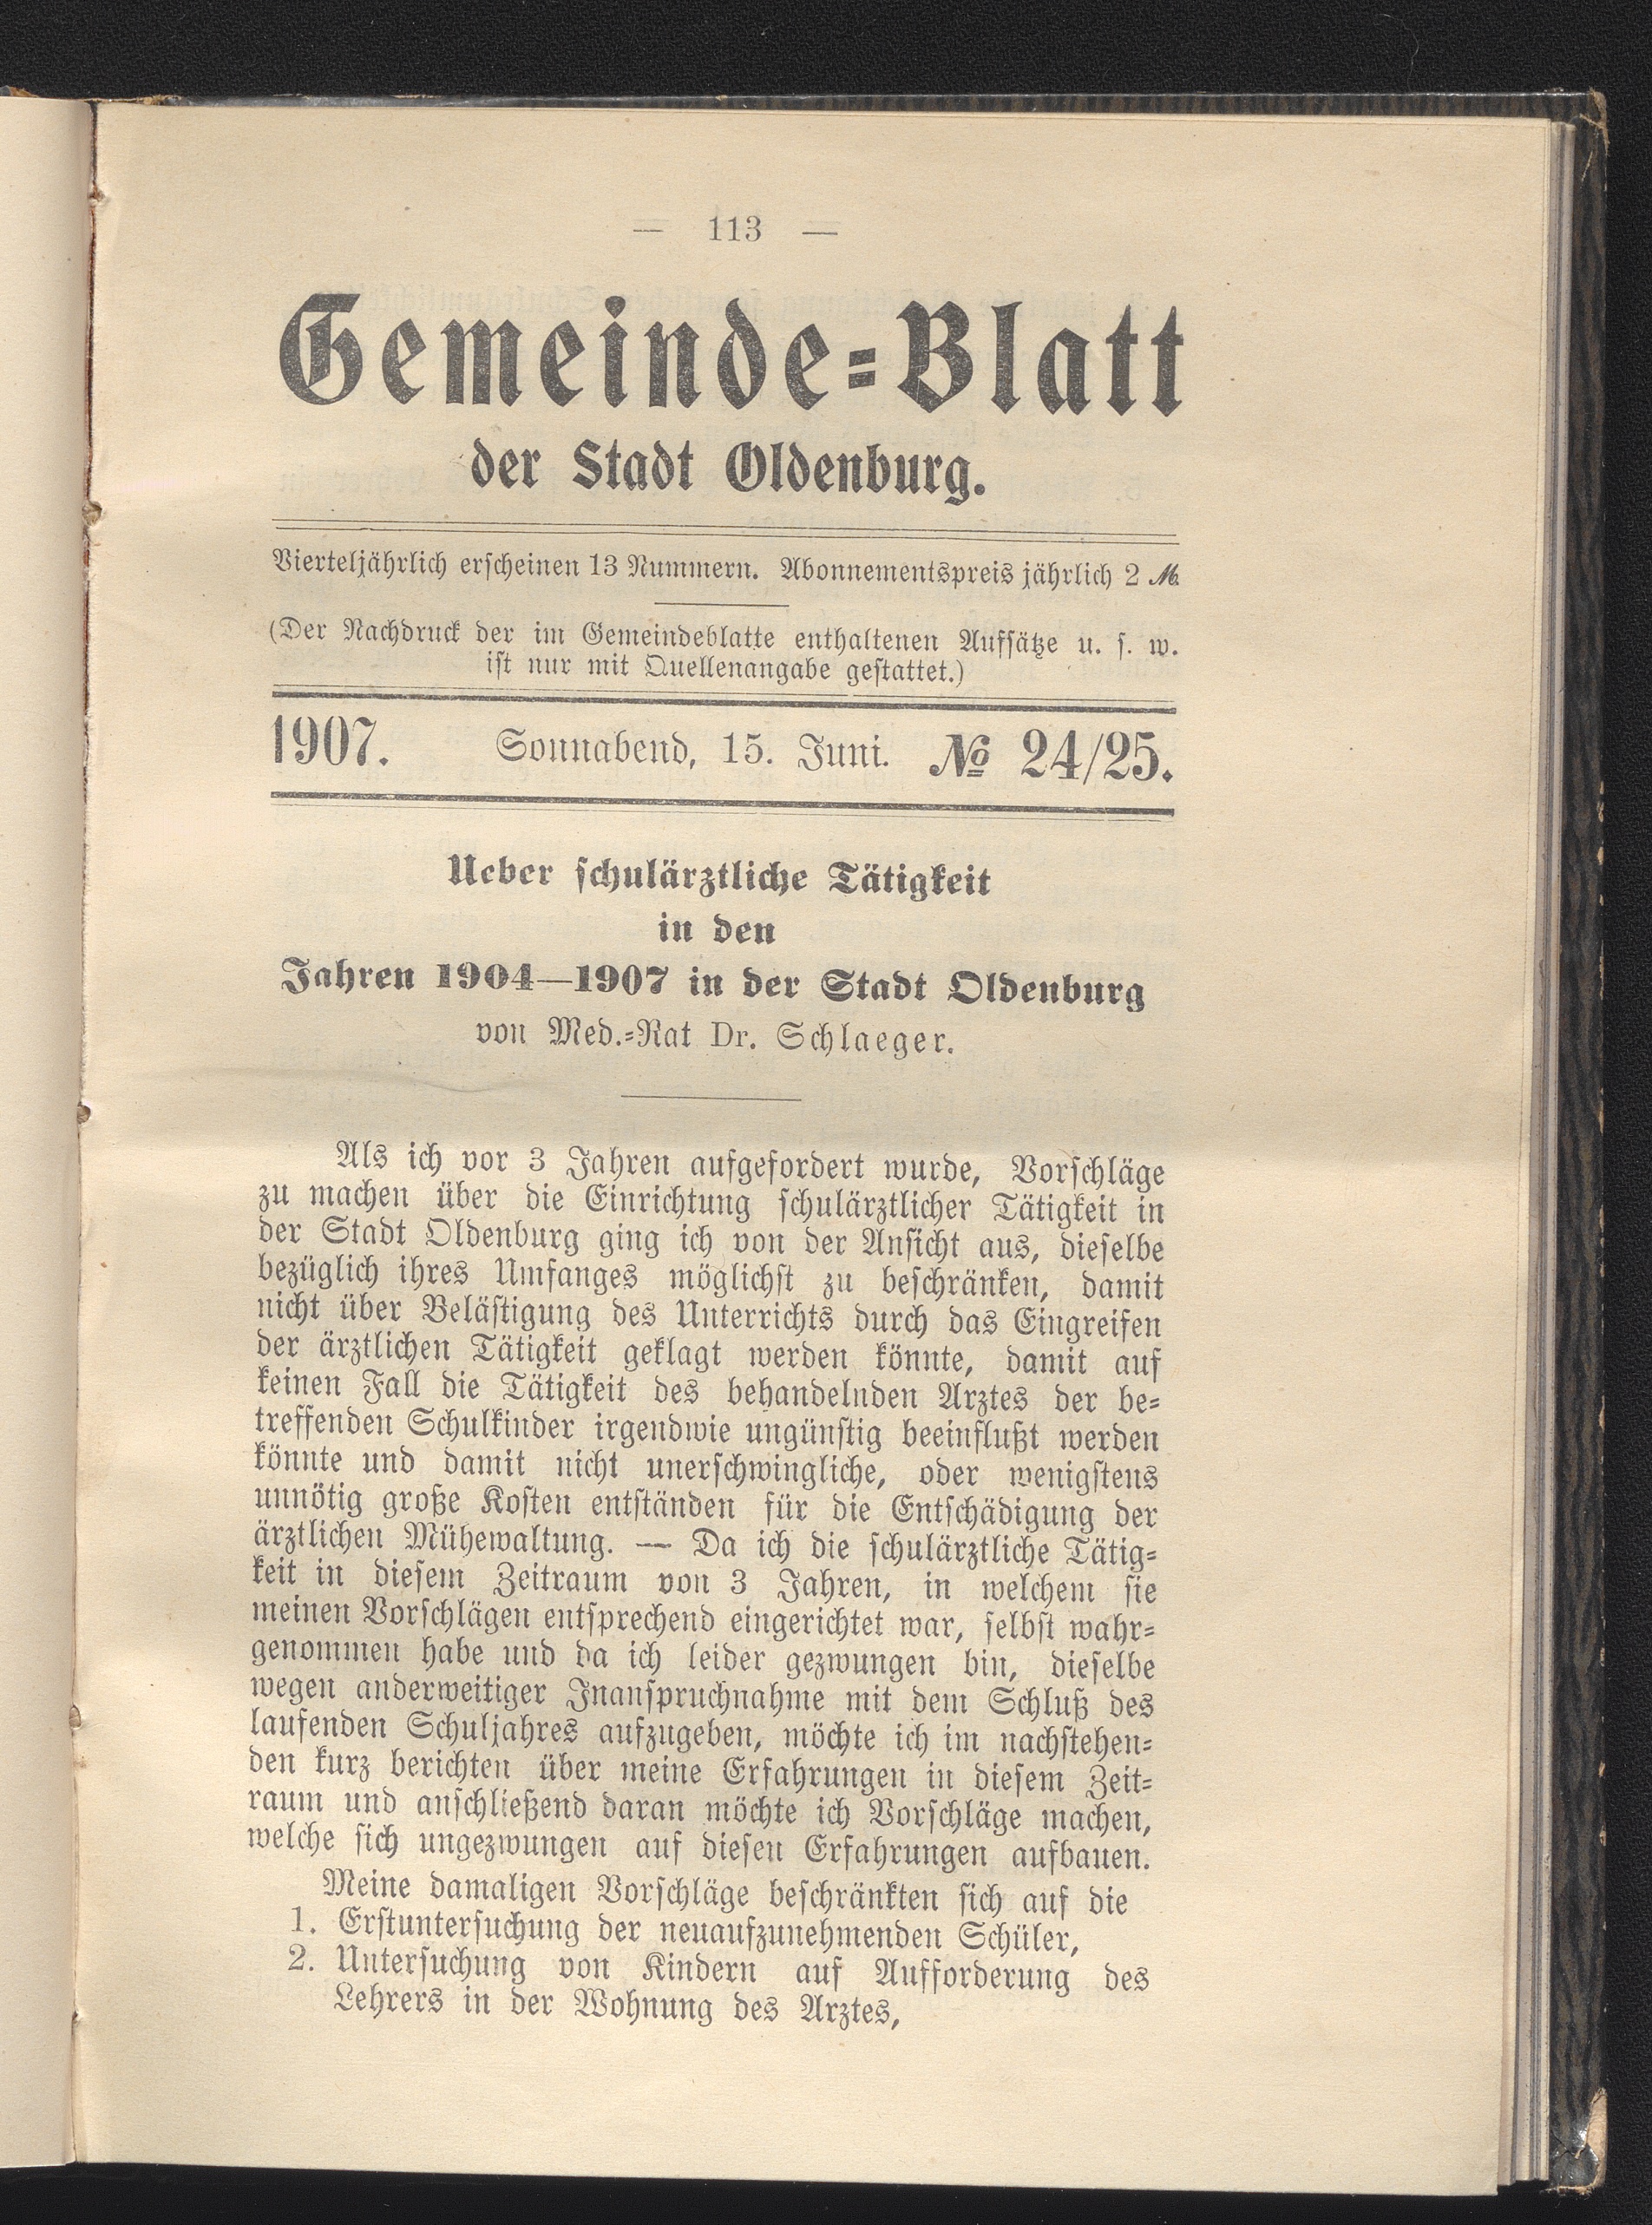 — 113 —
Gemeinde=Blatt
der Stadt Oldenburg.
Vierteljährlich erscheinen 13 Nummern. Abonnementspreis jährlich 2 M.
(Der Nachdruck der im Gemeindeblatte enthaltenen Aufsätze u. s. w.
ist nur mit Quellenangabe gestattet.)
1907. Sonnabend, 15. Juni. № 24/25.
Ueber schulärztliche Tätigkeit
in den
Jahren 1904—1907 in der Stadt Oldenburg
von Med.=Rat Dr. Schlaeger.
Als ich vor 3 Jahren aufgefordert wurde, Vorschläge
zu machen über die Einrichtung schulärztlicher Tätigkeit in
der Stadt Oldenburg ging ich von der Ansicht aus, dieselbe
bezüglich ihres Umfanges möglichst zu beschränken, damit
nicht über Belästigung des Unterrichts durch das Eingreifen
der ärztlichen Tätigkeit geklagt werden könnte, damit auf
keinen Fall die Tätigkeit des behandelnden Arztes der be=
treffenden Schulkinder irgendwie ungünstig beeinflußt werden
könnte und damit nicht unerschwingliche, oder wenigstens
unnötig große Kosten entständen für die Entschädigung der
ärztlichen Mühewaltung. — Da ich die schulärztliche Tätig=
keit in diesem Zeitraum von 3 Jahren, in welchem sie
meinen Vorschlägen entsprechend eingerichtet war, selbst wahr=
genommen habe und da ich leider gezwungen bin, dieselbe
wegen anderweitiger Inanspruchnahme mit dem Schluß des
laufenden Schuljahres aufzugeben, möchte ich im nachstehen=
den kurz berichten über meine Erfahrungen in diesem Zeit=
raum und anschließend daran möchte ich Vorschläge machen,
welche sich ungezwungen auf diesen Erfahrungen aufbauen.
Meine damaligen Vorschläge beschränkten sich auf die
1. Erstuntersuchung der neuaufzunehmenden Schüler,
2. Untersuchung von Kindern auf Aufforderung des
Lehrers in der Wohnung des Arztes,